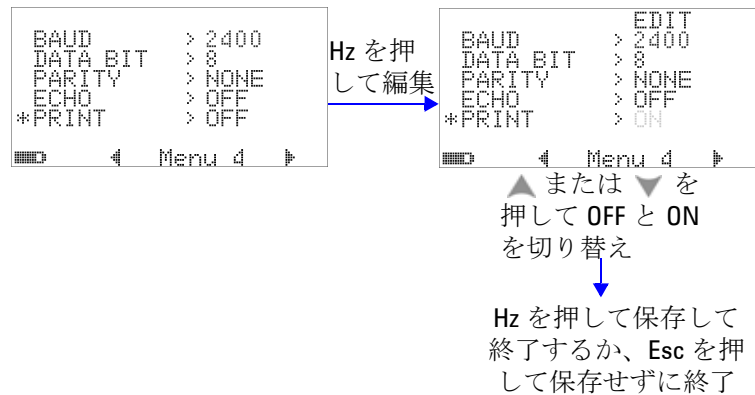 BAUD > 2400
DATA BIT > 8
PARITY > NONE
ECHO > OFF
*PRINT > OFF
Menu 4
Hz を押
して編集
EDIT
BAUD > 2400
DATA BIT > 8
PARITY > NONE
ECHO > OFF
*PRINT > ON
Menu 4
または を
押して OFF と ON
を切り替え
Hz を押して保存して
終了するか、Esc を押
して保存せずに終了